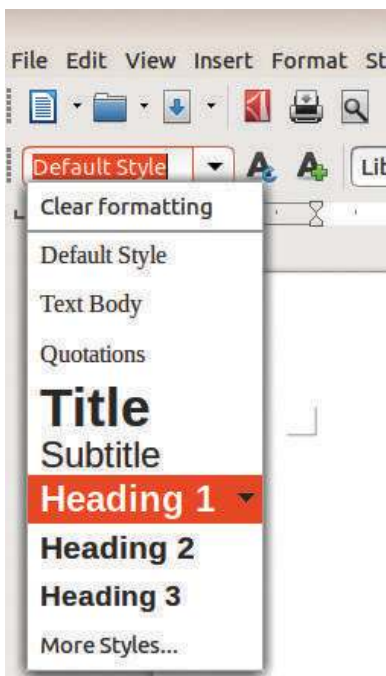 File Edit View Insert Format St
Default Style Lib
Clear formatting
Default Style
Text Body
Quotations
Title
Subtitle
Heading 1
Heading 2
Heading 3
More Styles...